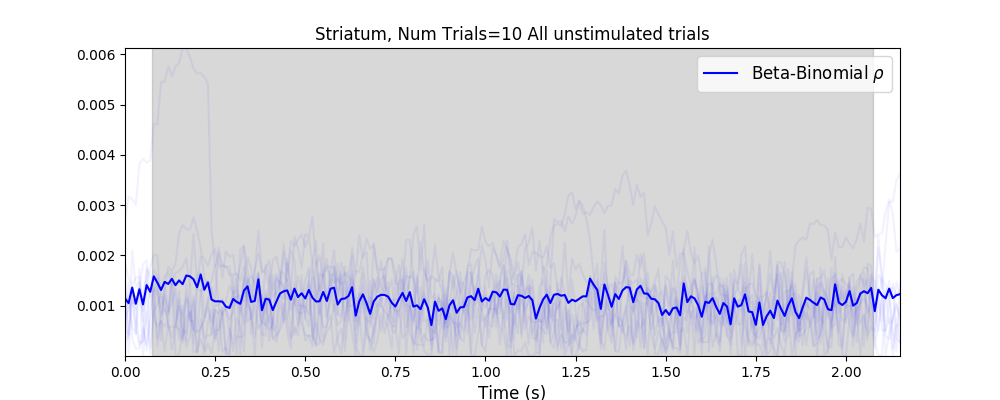 Striatum, Num Trials=10 All unstimulated trials
0.006
0.005
0.004
0.003
0.002
0.001
Beta-Binomial ρ
0.00 0.25 0.50 0.75 1.00 1.25 1.50 1.75 2.00
Time (s)